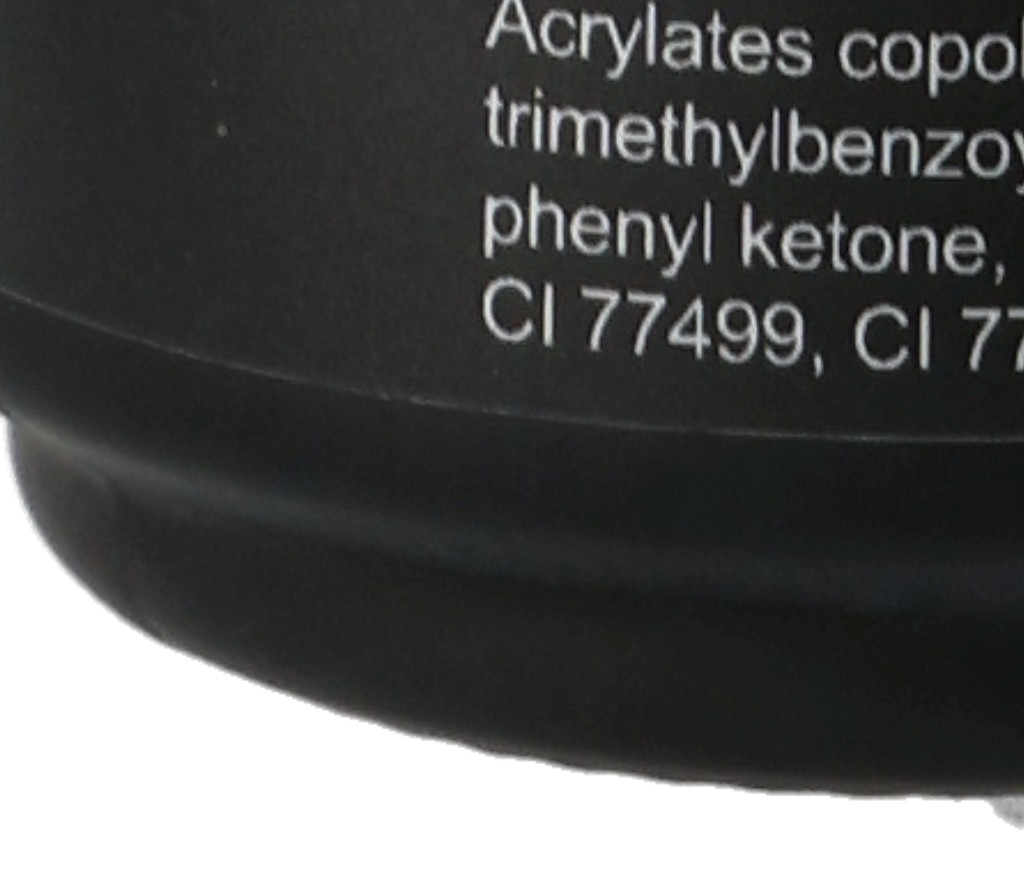 Acrylates copol
trimethylbenzoy
phenyl ketone,
CI 77499, CI 77